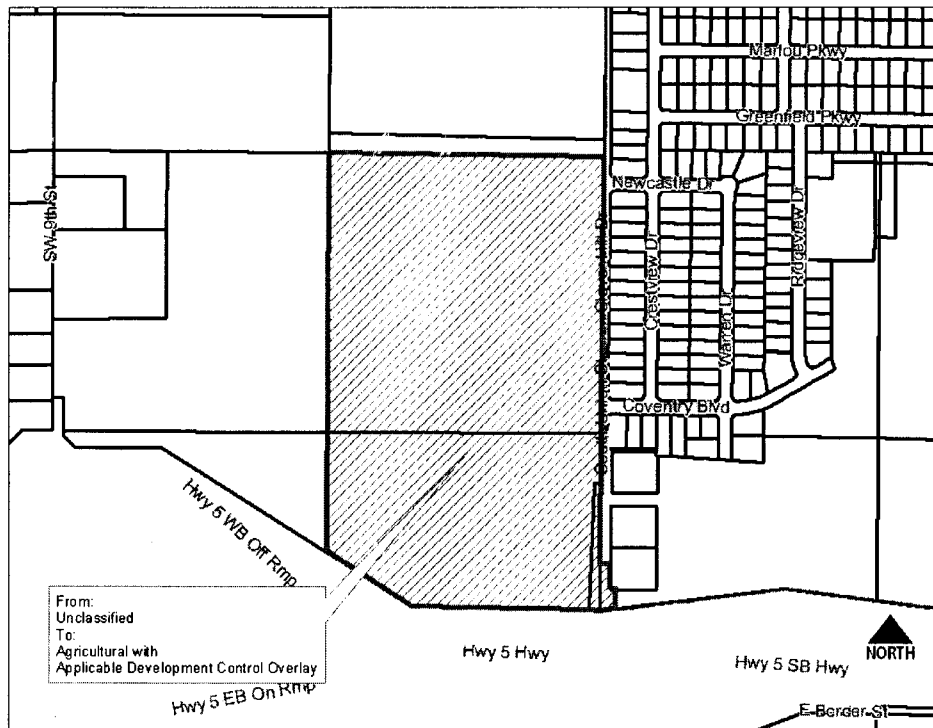 Marlou Pkwy
Greenfield Pkwy
Newcastle Dr
SW 9th St
Crestview Dr
Warren Dr
Ridgeview Dr
Coventry Blvd
Hwy 5 WB Off Rmp
From:
Unclassified
To:
Agricultural with
Applicable Development Control Overlay
Hwy 5 Hwy
Hwy 5 SB Hwy
NORTH
Hwy 5 EB On Rmp
E Border St